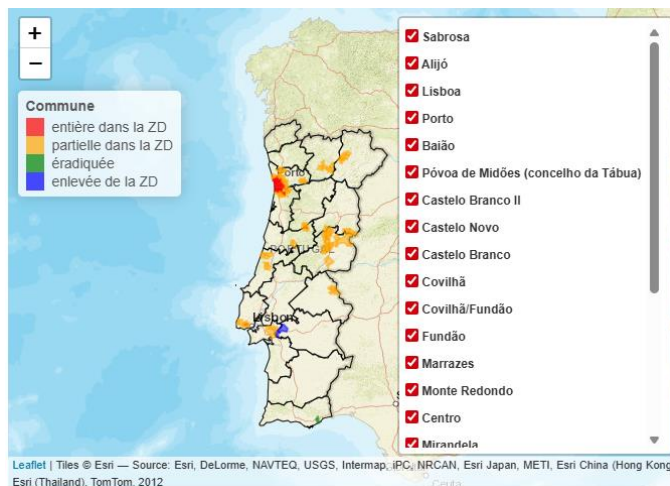 +
−
Commune
entière dans la ZD
partielle dans la ZD
éradiquée
enlevée de la ZD
Porto
PORTUGAL
Lisbon
Sabrosa
Alijó
Lisboa
Porto
Baião
Póvoa de Midões (concelho da Tábua)
Castelo Branco II
Castelo Novo
Castelo Branco
Covilhã
Covilhã/Fundão
Fundão
Marrazes
Monte Redondo
Centro
Mirandela
Ceuta
Leaflet | Tiles © Esri — Source: Esri, DeLorme, NAVTEQ, USGS, Intermap, iPC, NRCAN, Esri Japan, METI, Esri China (Hong Kong
Esri (Thailand), TomTom, 2012